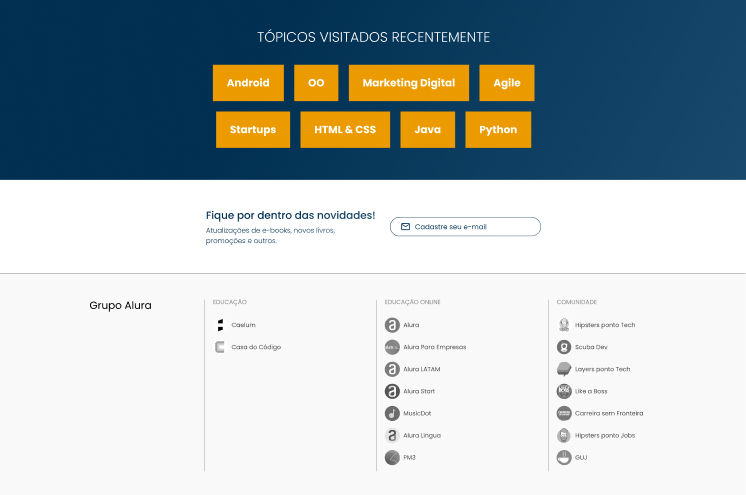 TÓPICOS VISITADOS RECENTEMENTE
Android
OO
Marketing Digital
Agile
Startups
HTML & CSS
Java
Python
Fique por dentro das novidades!
Atualizações de e-books, novos livros,
promoções e outros.
Cadastre seu e-mail
Grupo Alura
EDUCAÇÃO
Caelum
Casa do Código
EDUCAÇÃO ONLINE
Alura
Alura Para Empresas
Alura LATAM
Alura Start
MusicDot
Alura Língua
PM3
COMUNIDADE
Hipsters ponto Tech
Scuba Dev
Layers ponto Tech
Like a Boss
Carreira sem Fronteira
Hipsters ponto Jobs
GUJ